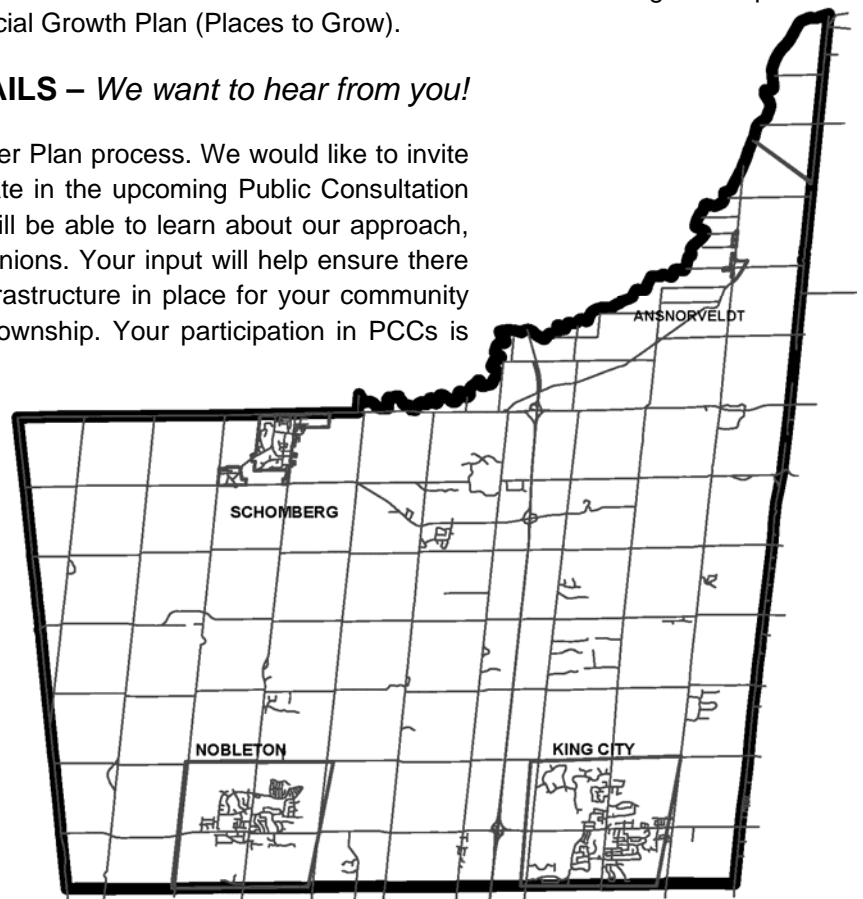 cial Growth Plan (Places to Grow).
AILS – We want to hear from you!
er Plan process. We would like to invite
ate in the upcoming Public Consultation
ill be able to learn about our approach,
nions. Your input will help ensure there
rastructure in place for your community
ownship. Your participation in PCCs is
ANSNORVELDT
SCHOMBERG
NOBLETON
KING CITY